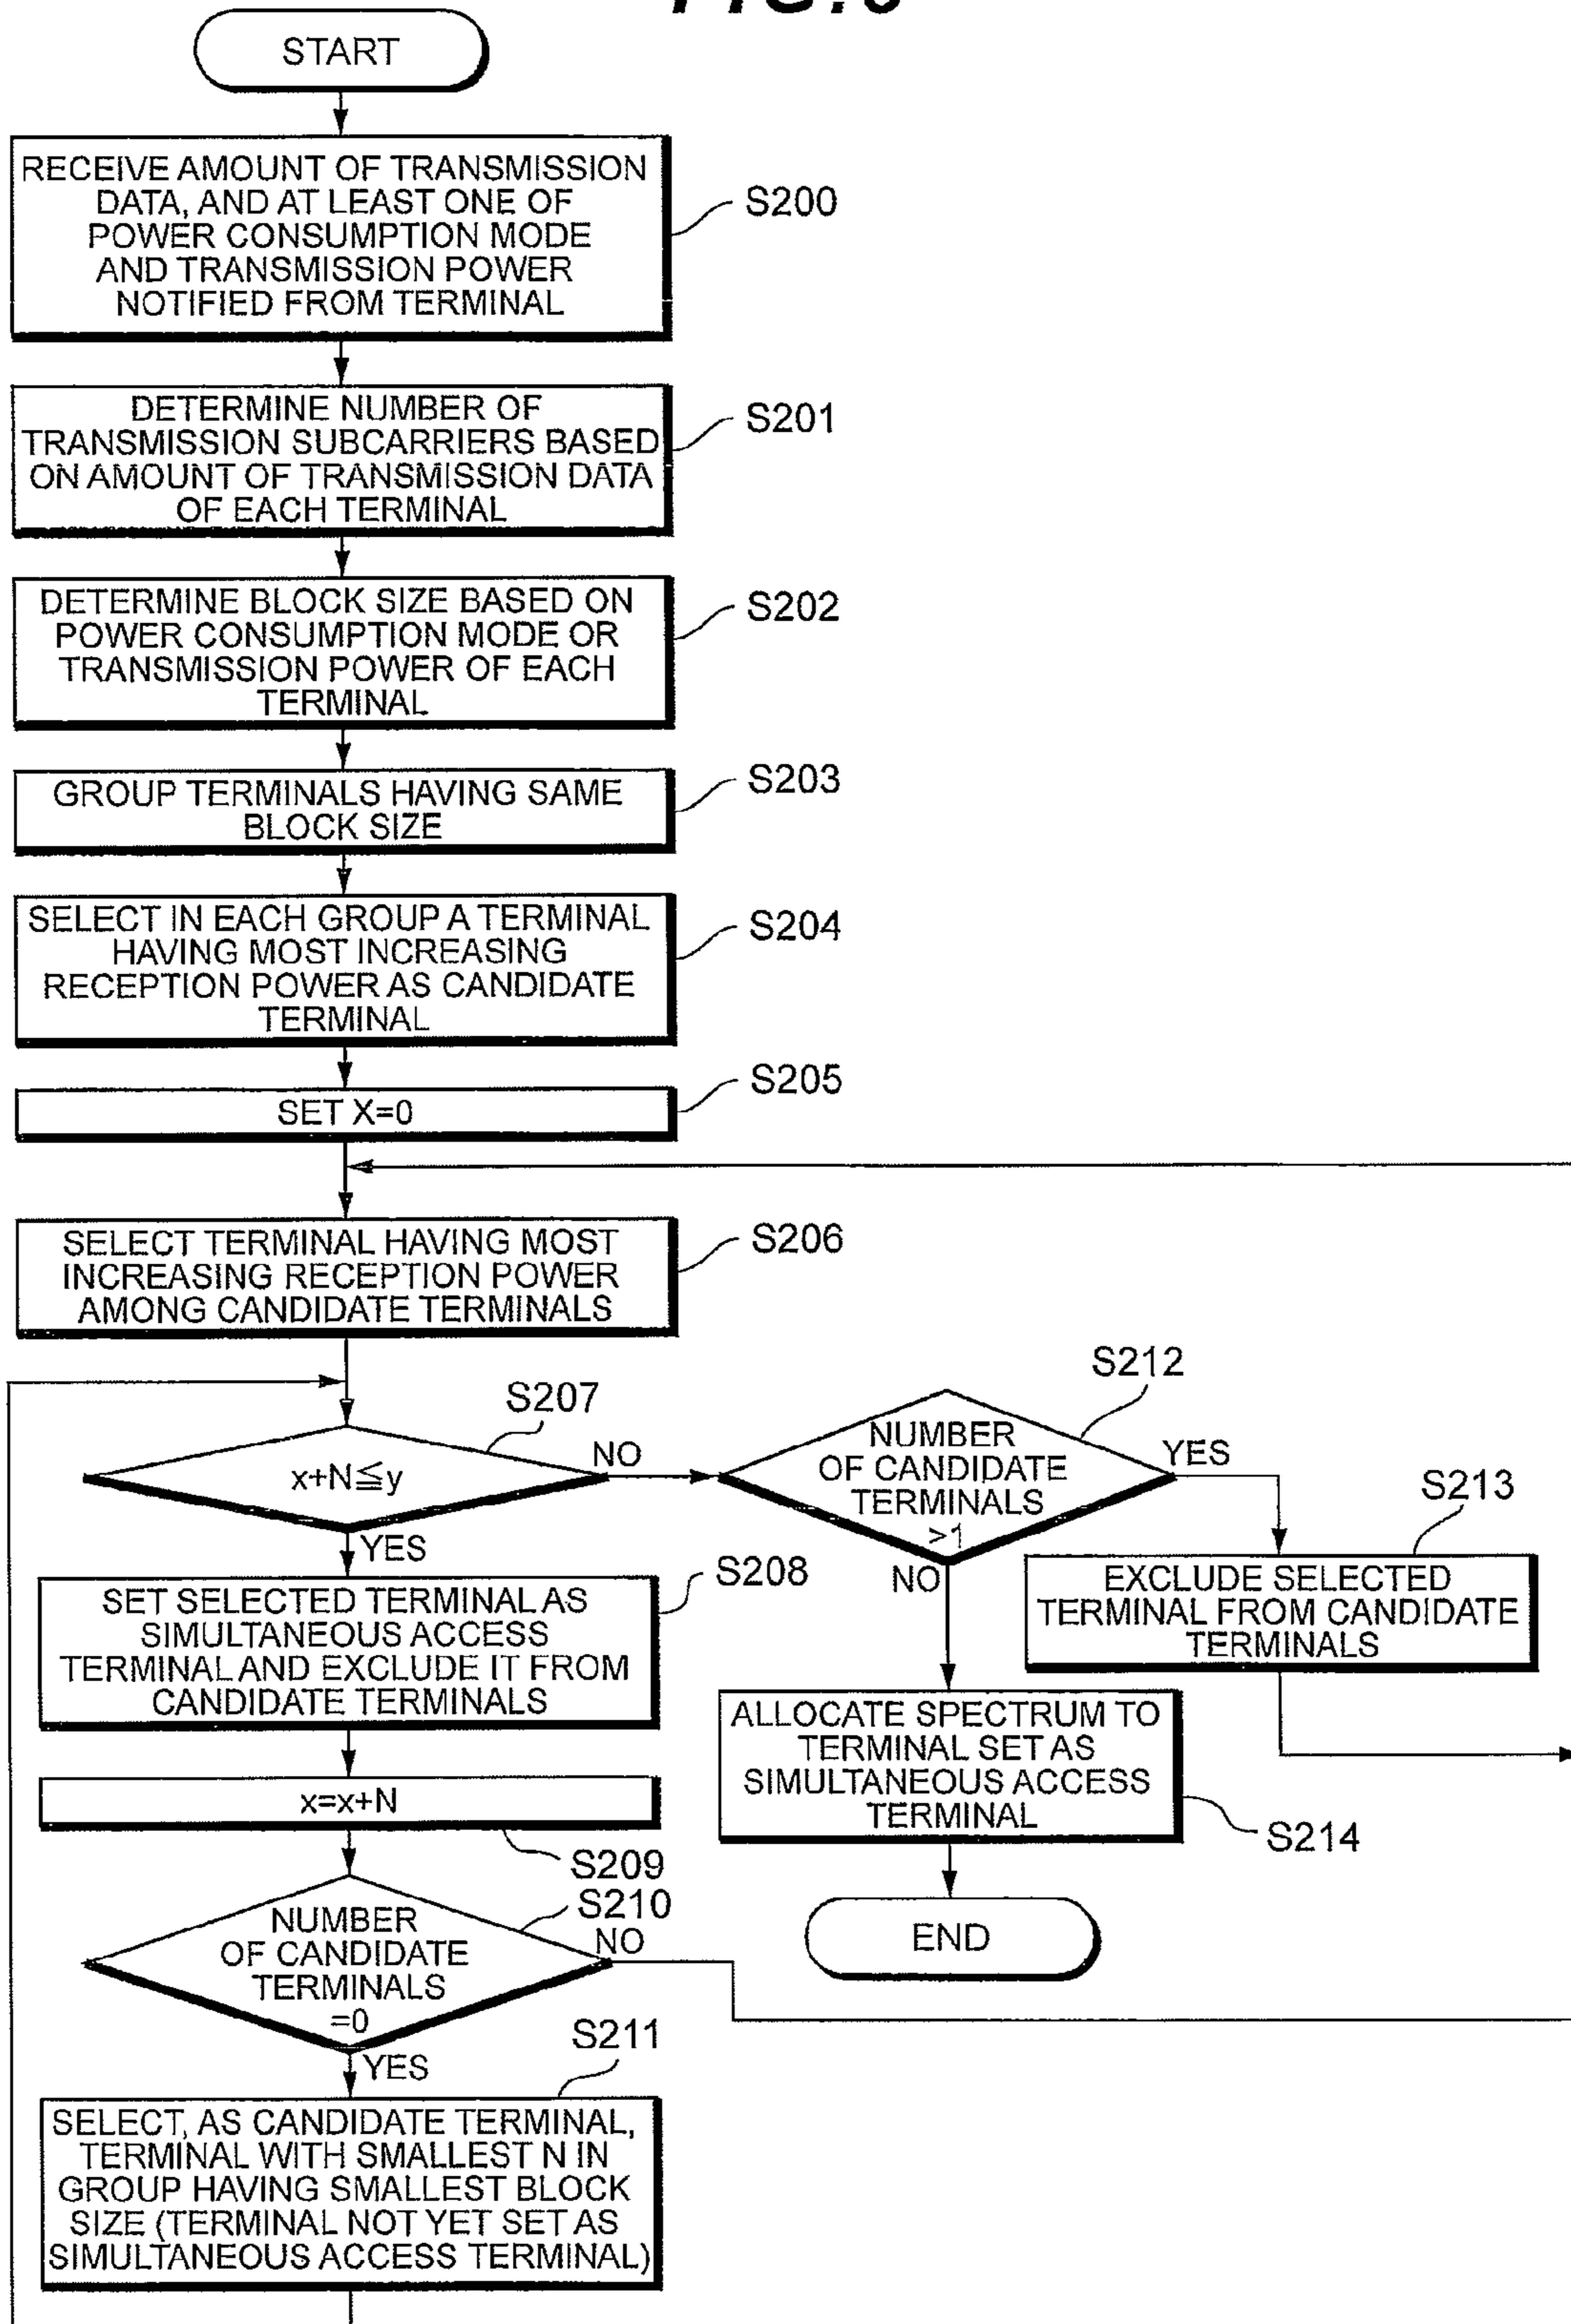 START
RECEIVE AMOUNT OF TRANSMISSION
DATA, AND AT LEAST ONE OF
POWER CONSUMPTION MODE
AND TRANSMISSION POWER
NOTIFIED FROM TERMINAL
S200
DETERMINE NUMBER OF
TRANSMISSION SUBCARRIERS BASED
ON AMOUNT OF TRANSMISSION DATA
OF EACH TERMINAL
S201
DETERMINE BLOCK SIZE BASED ON
POWER CONSUMPTION MODE OR
TRANSMISSION POWER OF EACH
TERMINAL
S202
GROUP TERMINALS HAVING SAME
BLOCK SIZE
S203
SELECT IN EACH GROUP A TERMINAL
HAVING MOST INCREASING
RECEPTION POWER AS CANDIDATE
TERMINAL
S204
SET X=0
S205
SELECT TERMINAL HAVING MOST
INCREASING RECEPTION POWER
AMONG CANDIDATE TERMINALS
S206
x+N≦y
S207
NO
YES
NUMBER
OF CANDIDATE
TERMINALS
>1
S212
YES
NO
EXCLUDE SELECTED
TERMINAL FROM CANDIDATE
TERMINALS
S213
SET SELECTED TERMINAL AS
SIMULTANEOUS ACCESS
TERMINAL AND EXCLUDE IT FROM
CANDIDATE TERMINALS
S208
ALLOCATE SPECTRUM TO
TERMINAL SET AS
SIMULTANEOUS ACCESS
TERMINAL
S214
x=x+N
S209
END
NUMBER
OF CANDIDATE
TERMINALS
=0
S210
NO
YES
SELECT, AS CANDIDATE TERMINAL,
TERMINAL WITH SMALLEST N IN
GROUP HAVING SMALLEST BLOCK
SIZE (TERMINAL NOT YET SET AS
SIMULTANEOUS ACCESS TERMINAL)
S211